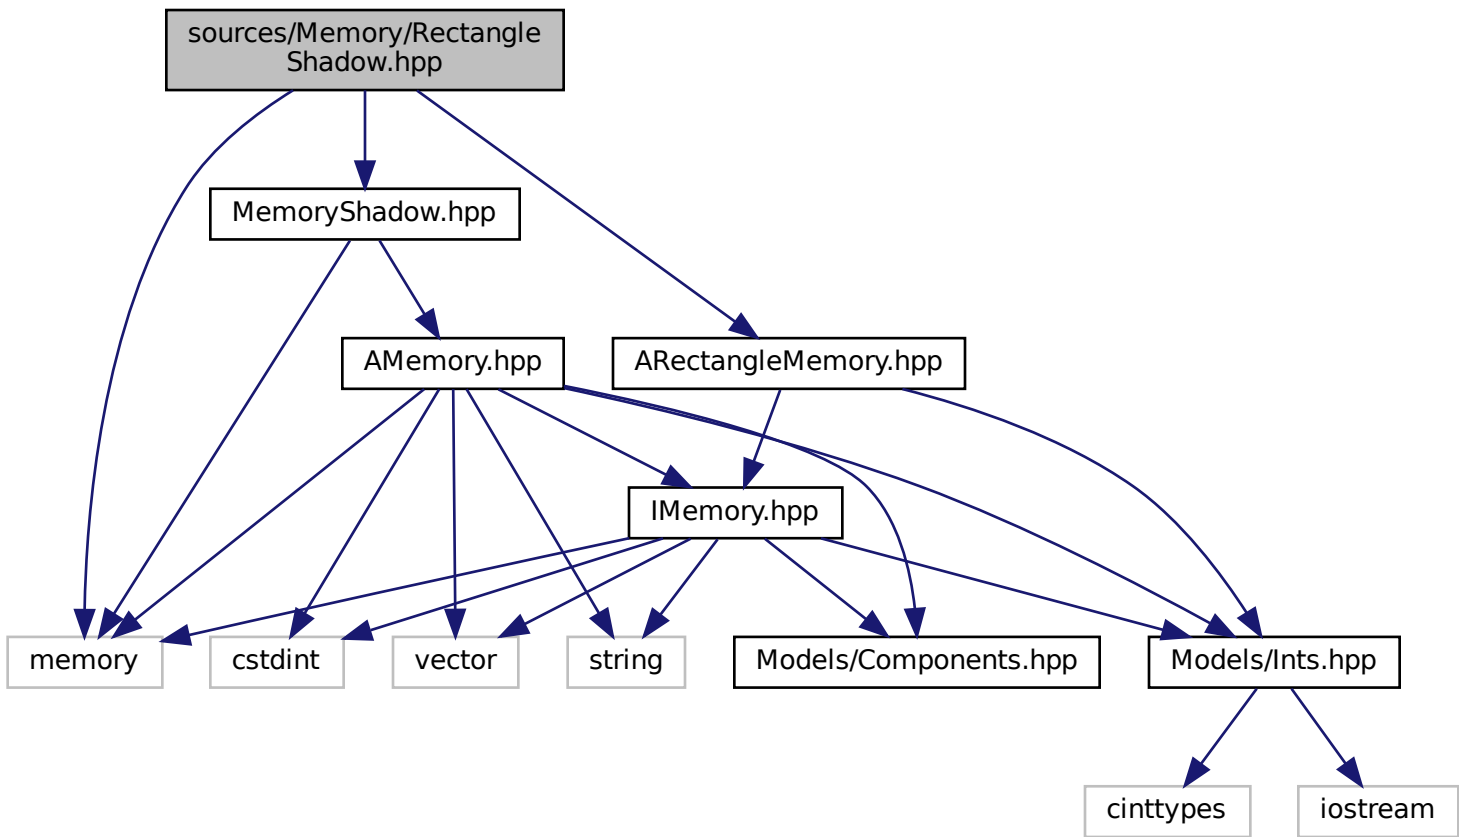 sources/Memory/Rectangle
Shadow.hpp
MemoryShadow.hpp
AMemory.hpp
ARectangleMemory.hpp
IMemory.hpp
memory
cstdint
vector
string
Models/Components.hpp
Models/Ints.hpp
cinttypes
iostream